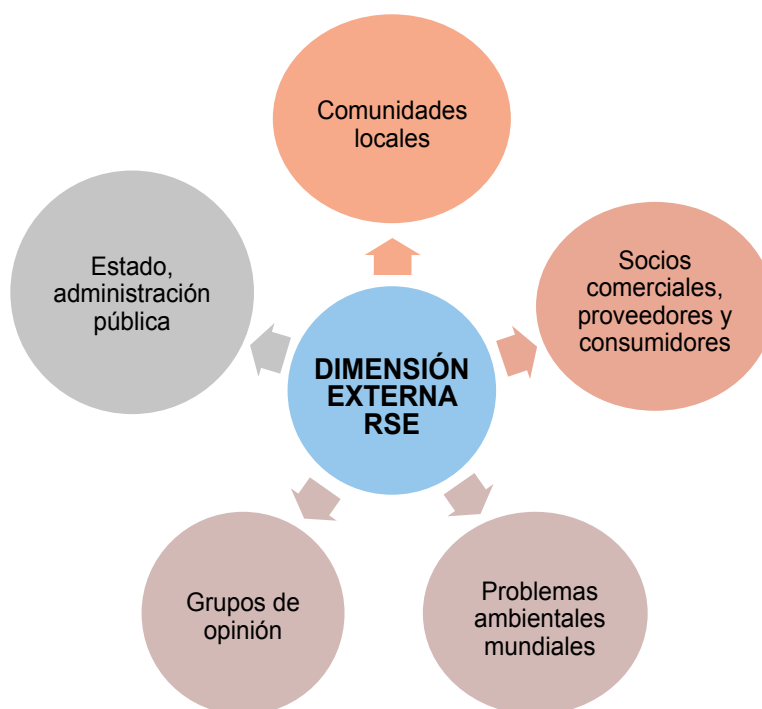 Comunidades
locales
Socios
comerciales,
proveedores y
consumidores
Estado,
administración
pública
DIMENSIÓN
EXTERNA
RSE
Grupos de
opinión
Problemas
ambientales
mundiales